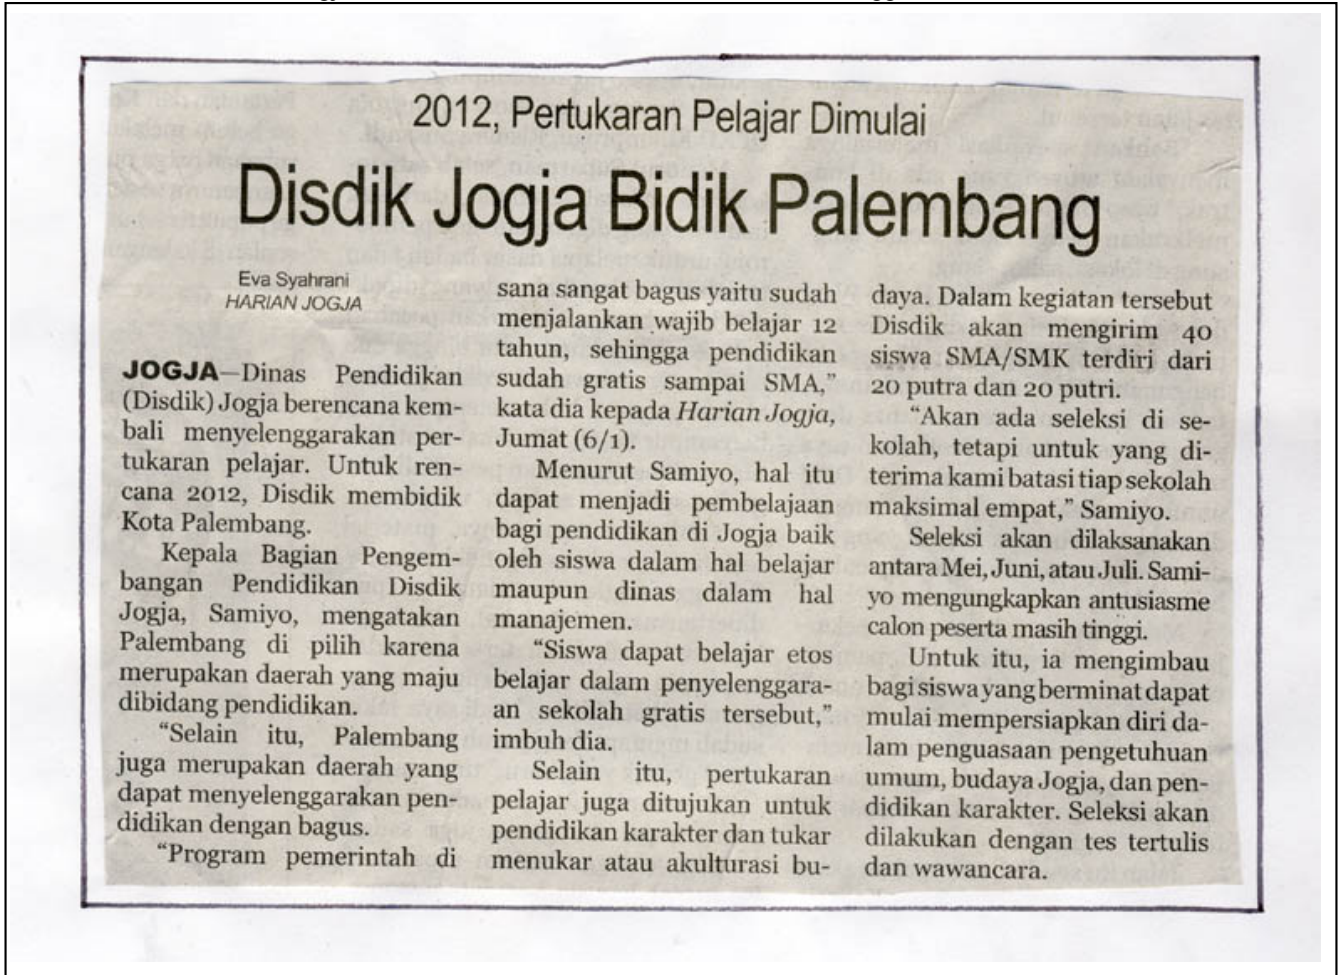 2012, Pertukaran Pelajar Dimulai
Disdik Jogja Bidik Palembang
Eva Syahrani
HARIAN JOGJA
JOGJA—Dinas Pendidikan
(Disdik) Jogja berencana kem-
bali menyelenggarakan per-
tukaran pelajar. Untuk ren-
cana 2012, Disdik membidik
Kota Palembang.
Kepala Bagian Pengem-
bangan Pendidikan Disdik
Jogja, Samiyo, mengatakan
Palembang di pilih karena
merupakan daerah yang maju
dibidang pendidikan.
“Selain itu, Palembang
juga merupakan daerah yang
dapat menyelenggarakan pen-
didikan dengan bagus.
“Program pemerintah di
sana sangat bagus yaitu sudah
menjalankan wajib belajar 12
tahun, sehingga pendidikan
sudah gratis sampai SMA,”
kata dia kepada Harian Jogja,
Jumat (6/1).
Menurut Samiyo, hal itu
dapat menjadi pembelajaan
bagi pendidikan di Jogja baik
oleh siswa dalam hal belajar
maupun dinas dalam hal
manajemen.
“Siswa dapat belajar etos
belajar dalam penyelenggara-
an sekolah gratis tersebut,”
imbuh dia.
Selain itu, pertukaran
pelajar juga ditujukan untuk
pendidikan karakter dan tukar
menukar atau akulturasi bu-
daya. Dalam kegiatan tersebut
Disdik akan mengirim 40
siswa SMA/SMK terdiri dari
20 putra dan 20 putri.
“Akan ada seleksi di se-
kolah, tetapi untuk yang di-
terima kami batasi tiap sekolah
maksimal empat,” Samiyo.
Seleksi akan dilaksanakan
antara Mei, Juni, atau Juli. Sami-
yo mengungkapkan antusiasme
calon peserta masih tinggi.
Untuk itu, ia mengimbau
bagi siswa yang berminat dapat
mulai mempersiapkan diri da-
lam penguasaan pengetuhuan
umum, budaya Jogja, dan pen-
didikan karakter. Seleksi akan
dilakukan dengan tes tertulis
dan wawancara.